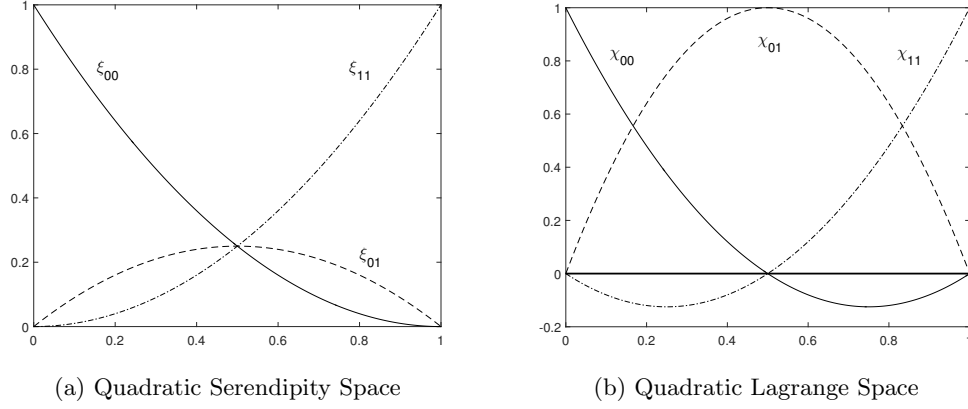 1
0.8
0.6
0.4
0.2
0
0 0.2 0.4 0.6 0.8 1
ξ00
ξ11
ξ01
(a) Quadratic Serendipity Space
1
0.8
0.6
0.4
0.2
0
-0.2
0 0.2 0.4 0.6 0.8 1
χ00
χ01
χ11
(b) Quadratic Lagrange Space